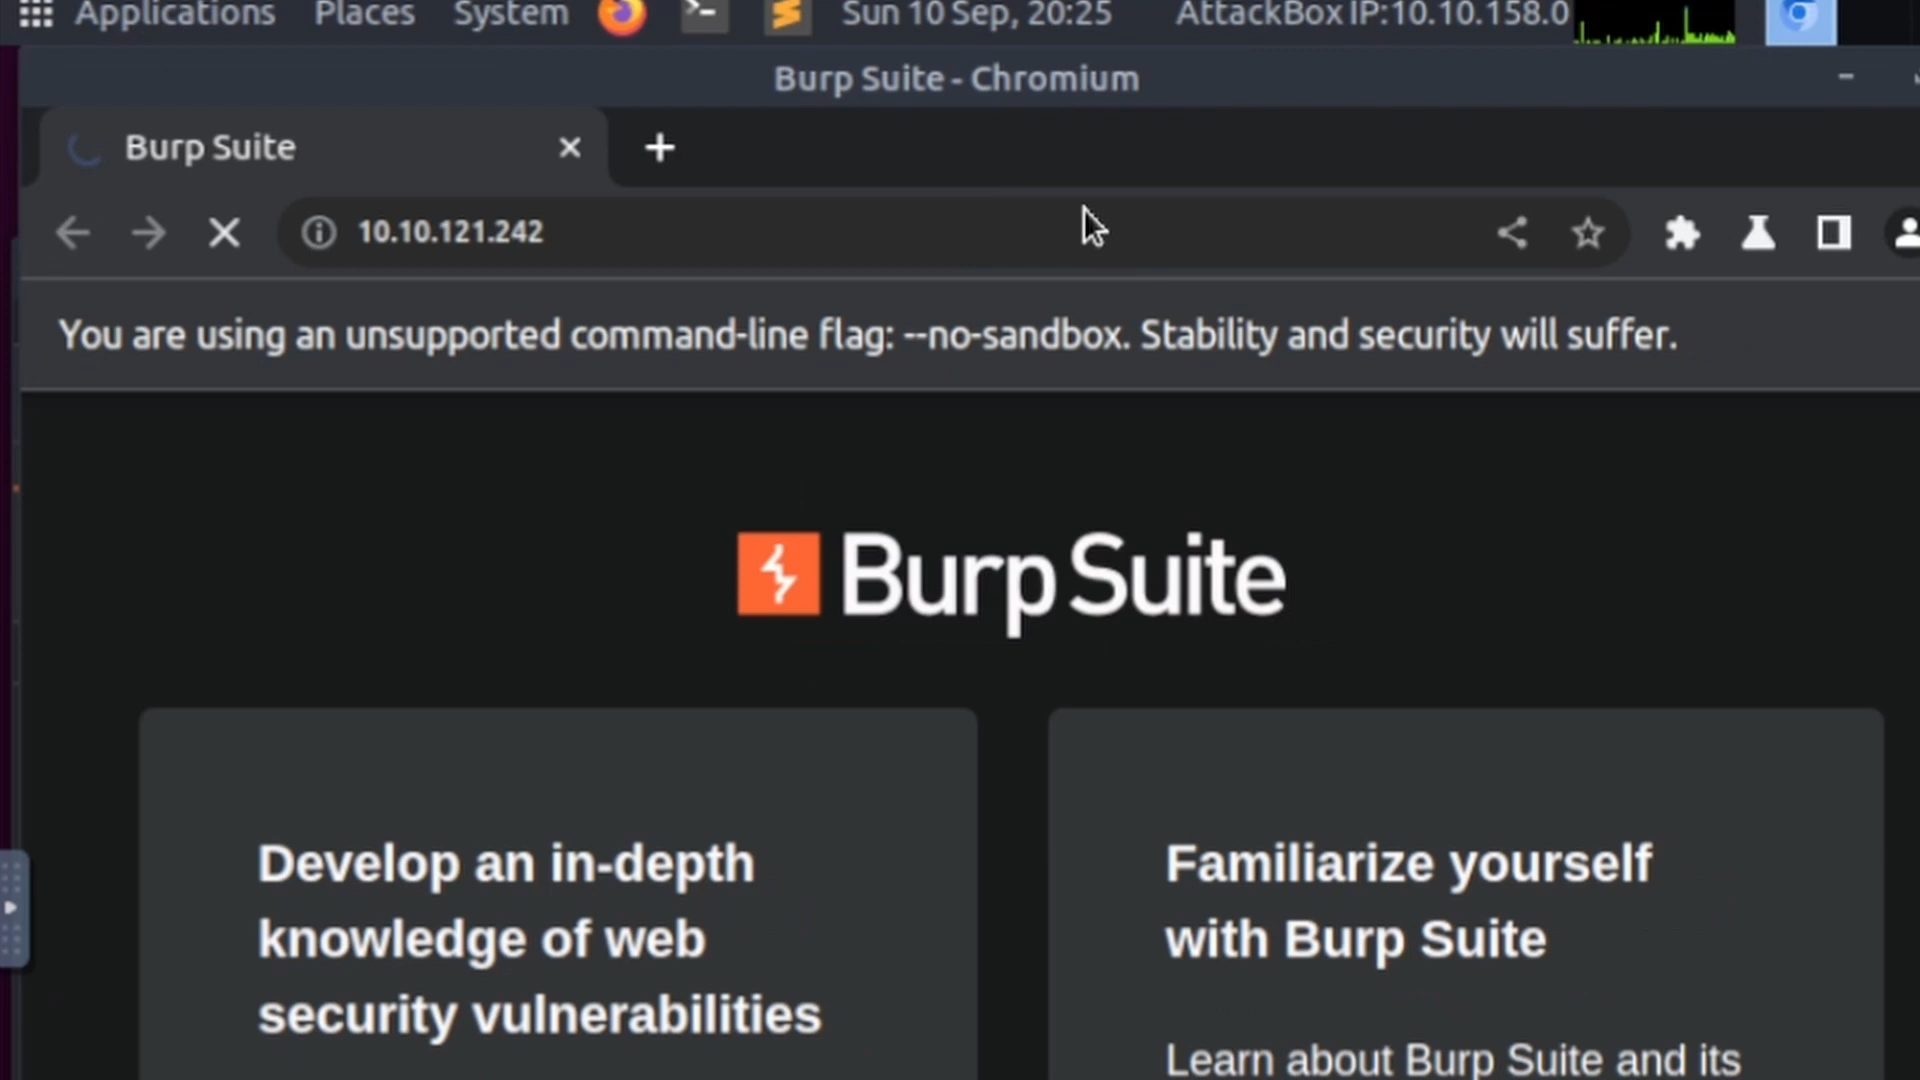 Applications Places System Sun 10 Sep, 20:25 AttackBox IP:10.10.158.0
Burp Suite - Chromium
Burp Suite
10.10.121.242
You are using an unsupported command-line flag: --no-sandbox. Stability and security will suffer.
Burp Suite
Develop an in-depth
knowledge of web
security vulnerabilities
Familiarize yourself
with Burp Suite
Learn about Burp Suite and its